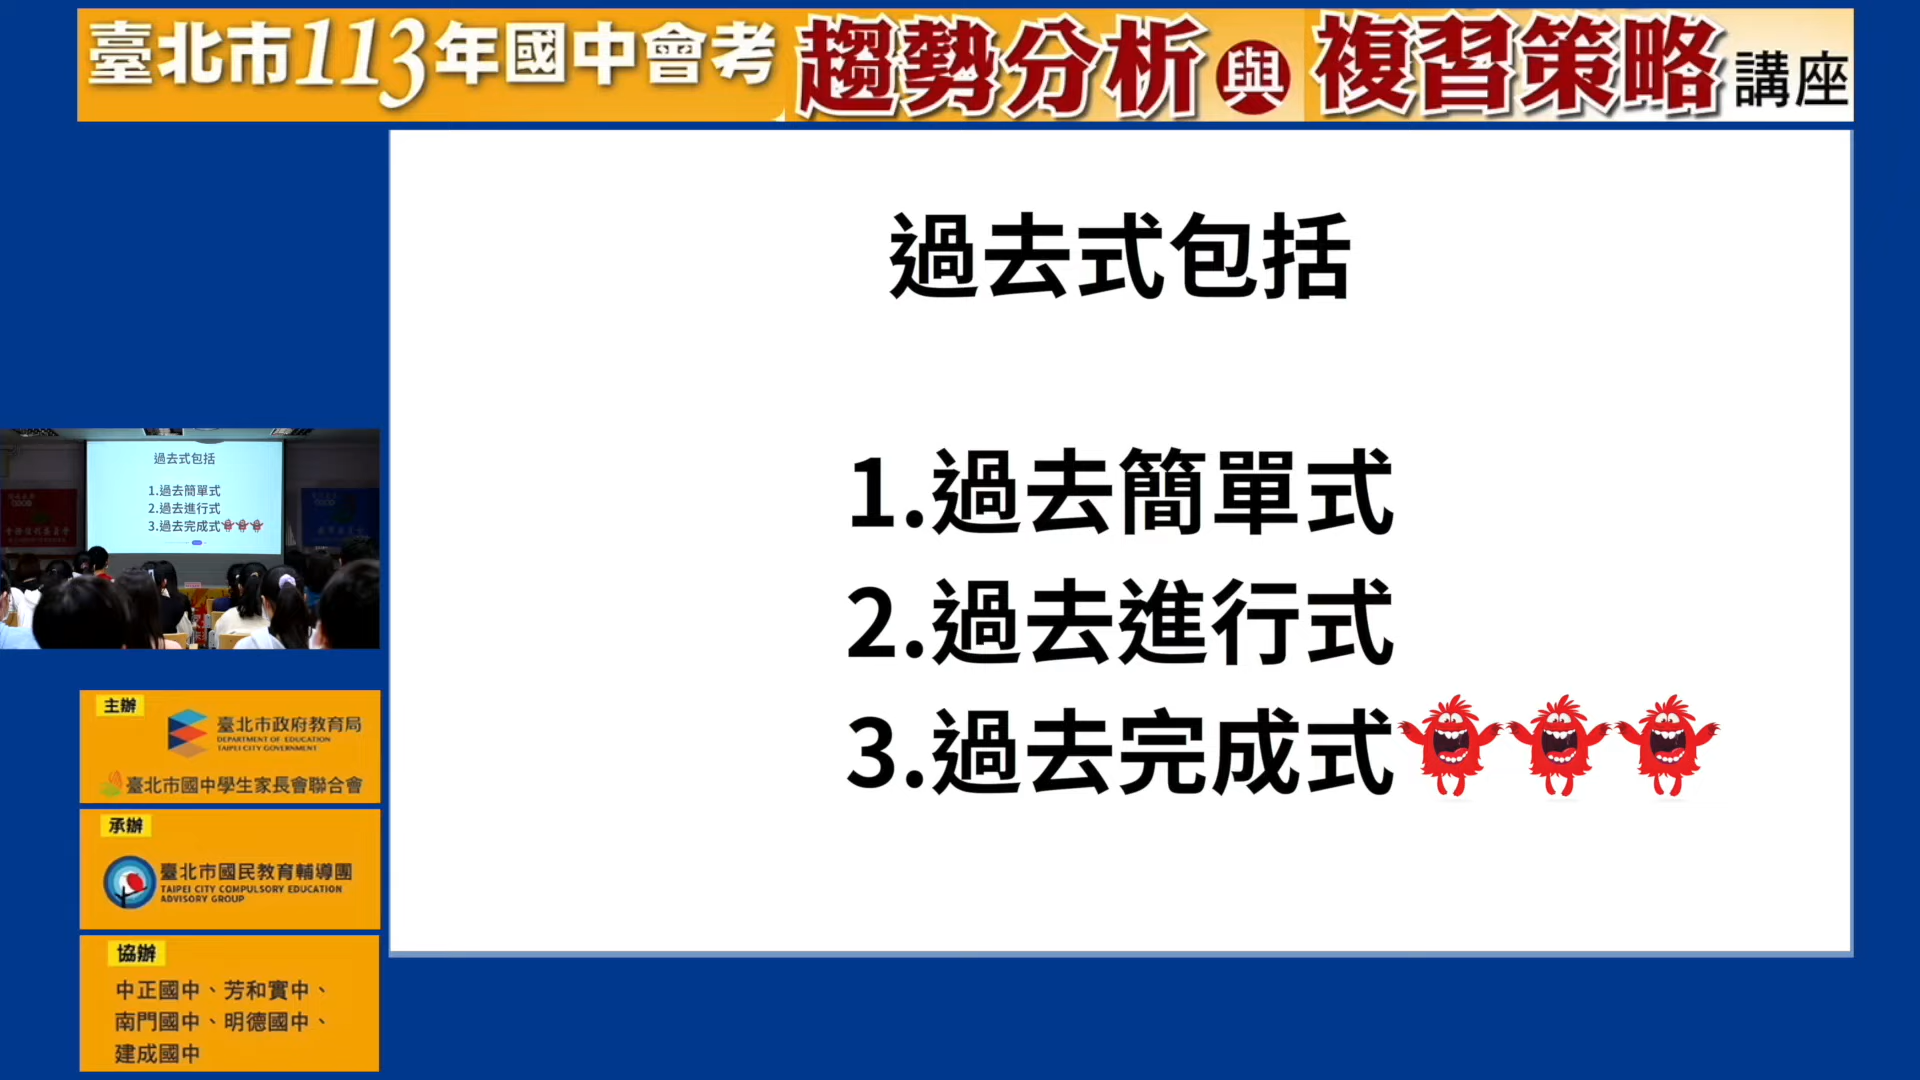 臺北市113年國中會考 趨勢分析與複習策略講座
過去式包括
1.過去簡單式
2.過去進行式
3.過去完成式
過去式包括
1.過去簡單式
2.過去進行式
3.過去完成式
主辦
臺北市政府教育局
DEPARTMENT OF EDUCATION
TAIPEI CITY GOVERNMENT
臺北市國中學生家長會聯合會
承辦
臺北市國民教育輔導團
TAIPEI CITY COMPULSORY EDUCATION
ADVISORY GROUP
協辦
中正國中、芳和實中、
南門國中、明德國中、
建成國中